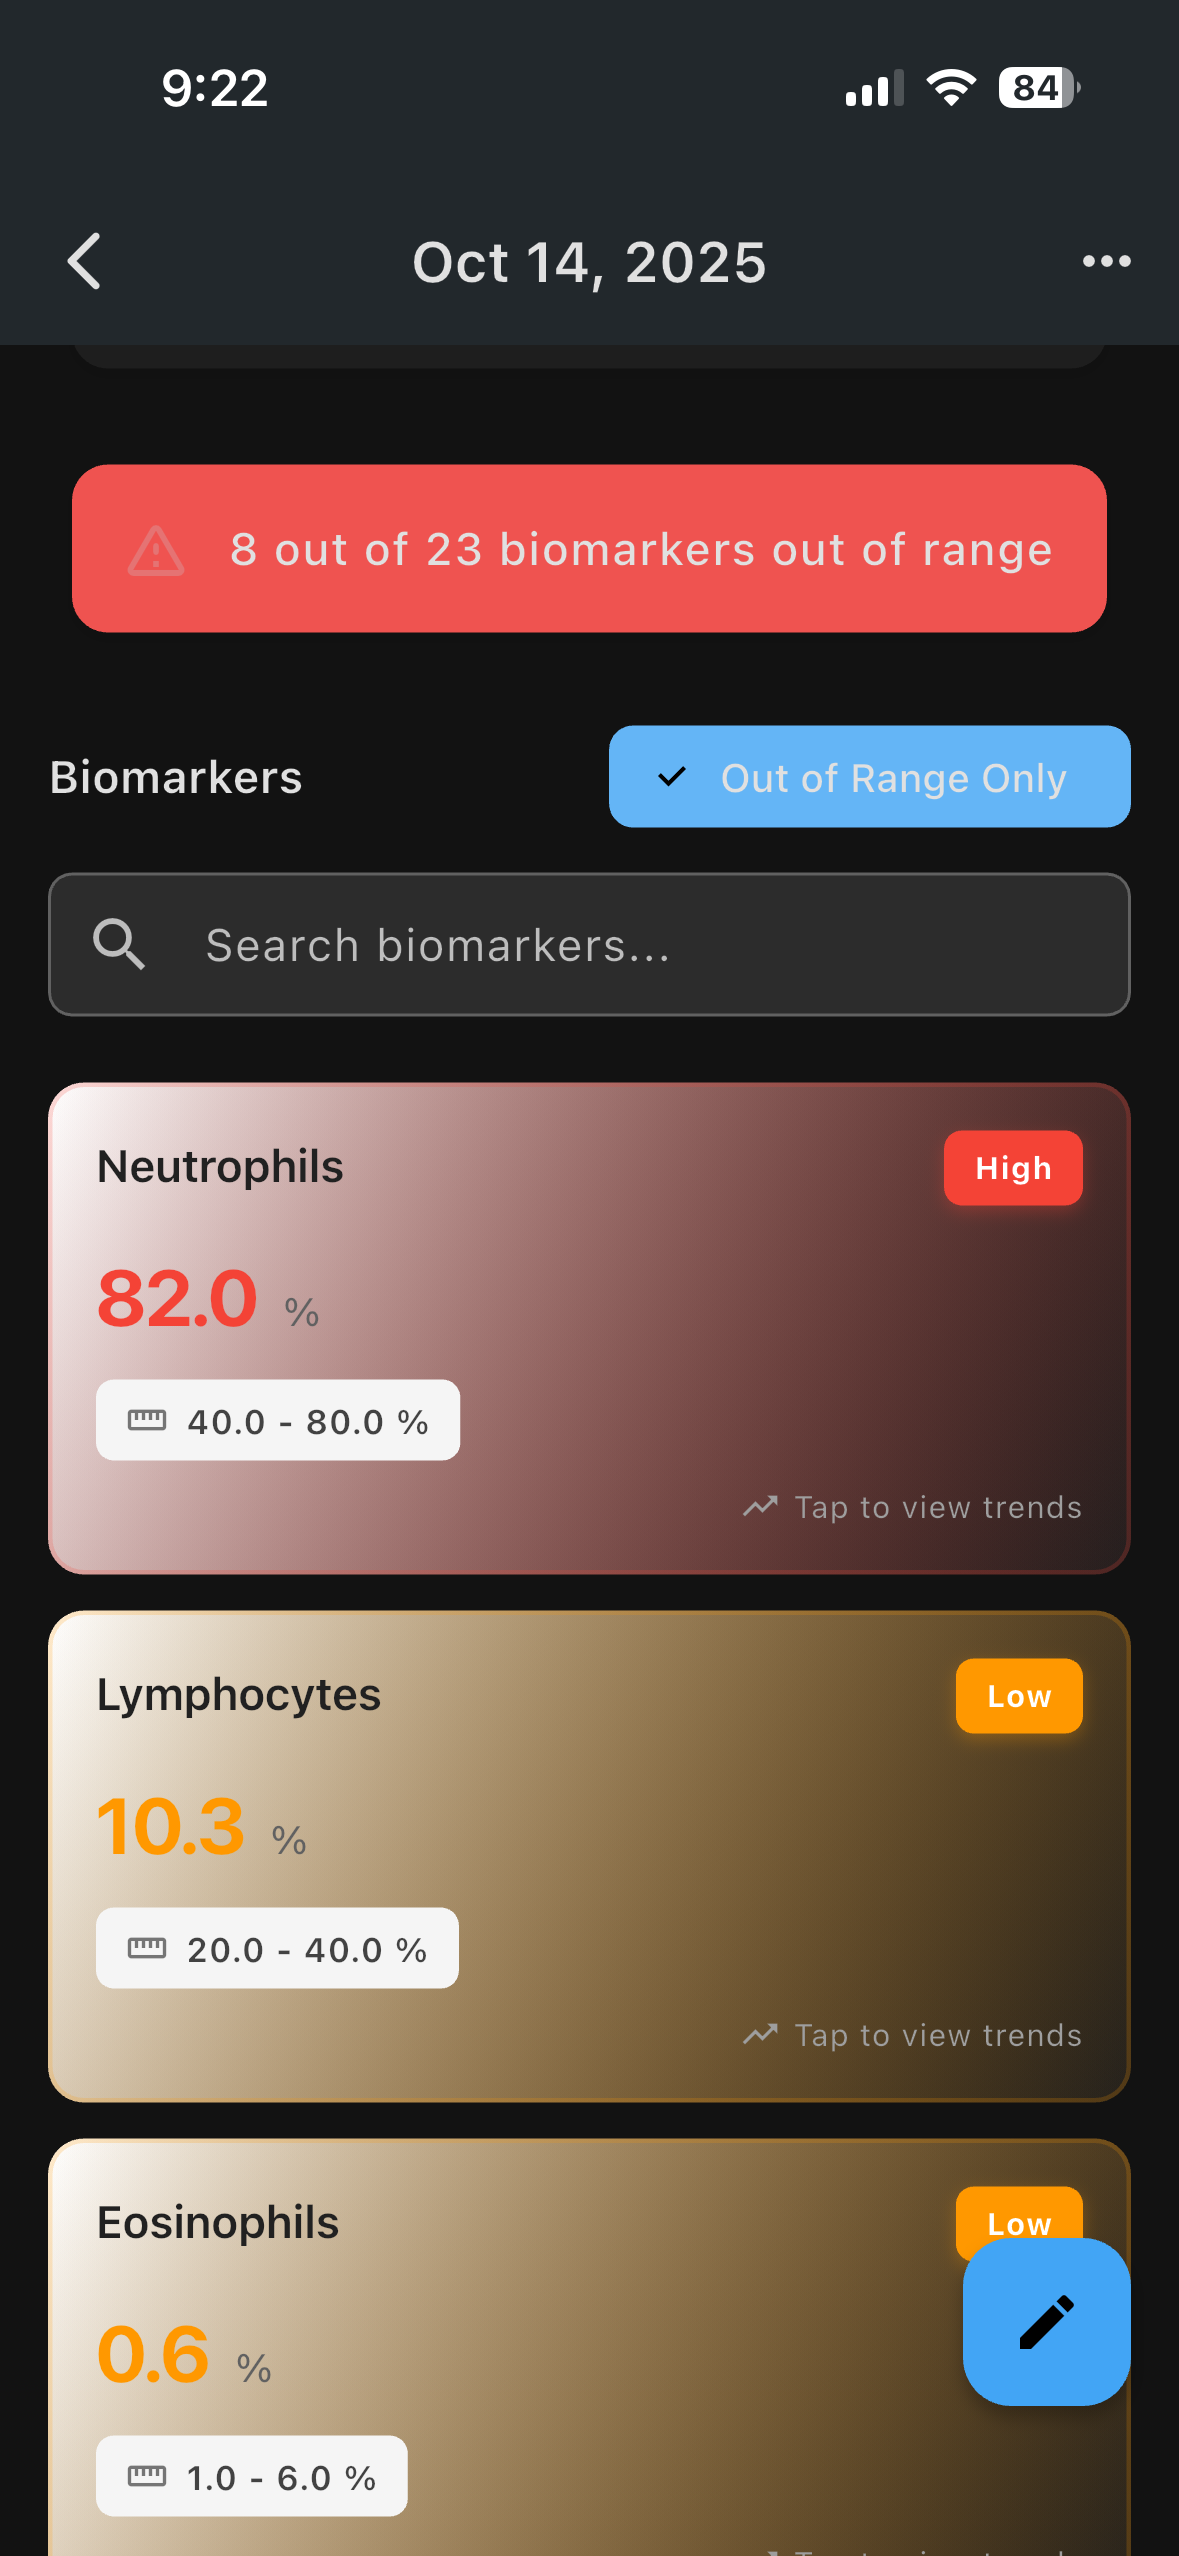 9:22
84
Oct 14, 2025
8 out of 23 biomarkers out of range
Biomarkers
Out of Range Only
Search biomarkers...
Neutrophils
High
82.0 %
40.0 - 80.0 %
Tap to view trends
Lymphocytes
Low
10.3 %
20.0 - 40.0 %
Tap to view trends
Eosinophils
Low
0.6 %
1.0 - 6.0 %